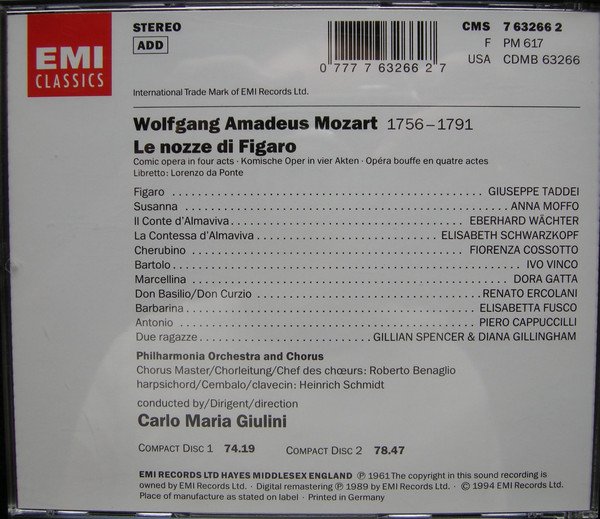 EMI
CLASSICS
STEREO
ADD
0 777 7 63266 2 7
CMS 7 63266 2
F PM 617
USA CDMB 63266
International Trade Mark of EMI Records Ltd.
Wolfgang Amadeus Mozart 1756–1791
Le nozze di Figaro
Comic opera in four acts · Komische Oper in vier Akten · Opéra bouffe en quatre actes
Libretto: Lorenzo da Ponte
Figaro . . . . . . . . . . . . . . . . . . . . GIUSEPPE TADDEI
Susanna . . . . . . . . . . . . . . . . . . . . ANNA MOFFO
Il Conte d'Almaviva . . . . . . . . . . . . . . . . . . . . EBERHARD WÄCHTER
La Contessa d'Almaviva . . . . . . . . . . . . . . . . . . . . ELISABETH SCHWARZKOPF
Cherubino . . . . . . . . . . . . . . . . . . . . FIORENZA COSSOTTO
Bartolo . . . . . . . . . . . . . . . . . . . . IVO VINCO
Marcellina . . . . . . . . . . . . . . . . . . . . DORA GATTA
Don Basilio/Don Curzio . . . . . . . . . . . . . . . . . . . . RENATO ERCOLANI
Barbarina . . . . . . . . . . . . . . . . . . . . ELISABETTA FUSCO
Antonio . . . . . . . . . . . . . . . . . . . . PIERO CAPPUCCILLI
Due ragazze . . . . . . . . . . . . . . . . . . . . GILLIAN SPENCER & DIANA GILLINGHAM
Philharmonia Orchestra and Chorus
Chorus Master/Chorleitung/Chef des chœurs: Roberto Benaglio
harpsichord/Cembalo/clavecin: Heinrich Schmidt
conducted by/Dirigent/direction
Carlo Maria Giulini
COMPACT DISC 1 74.19 COMPACT DISC 2 78.47
EMI RECORDS LTD HAYES MIDDLESEX ENGLAND ℗ 1961 The copyright in this sound recording is
owned by EMI Records Ltd. · Digital remastering ℗ 1989 by EMI Records Ltd. · © 1994 EMI Records Ltd.
Place of manufacture as stated on label · Printed in Germany